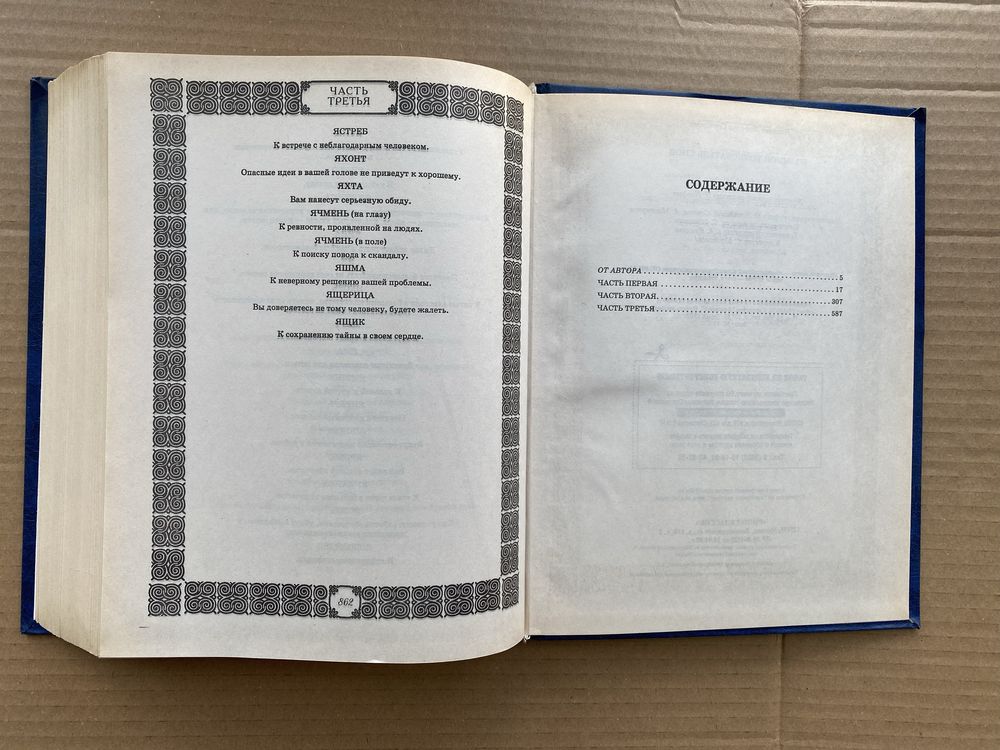 ЧАСТЬ
ТРЕТЬЯ
ЯСТРЕБ
К встрече с неблагодарным человеком.
ЯХОНТ
Опасные идеи в вашей голове не приведут к хорошему.
ЯХТА
Вам нанесут серьезную обиду.
ЯЧМЕНЬ (на глазу)
К ревности, проявленной на людях.
ЯЧМЕНЬ (в поле)
К поиску повода к скандалу.
ЯШМА
К неверному решению вашей проблемы.
ЯЩЕРИЦА
Вы доверяетесь не тому человеку, будете жалеть.
ЯЩИК
К сохранению тайны в своем сердце.
862
СОДЕРЖАНИЕ
ОТ АВТОРА 5
ЧАСТЬ ПЕРВАЯ 17
ЧАСТЬ ВТОРАЯ 307
ЧАСТЬ ТРЕТЬЯ 587